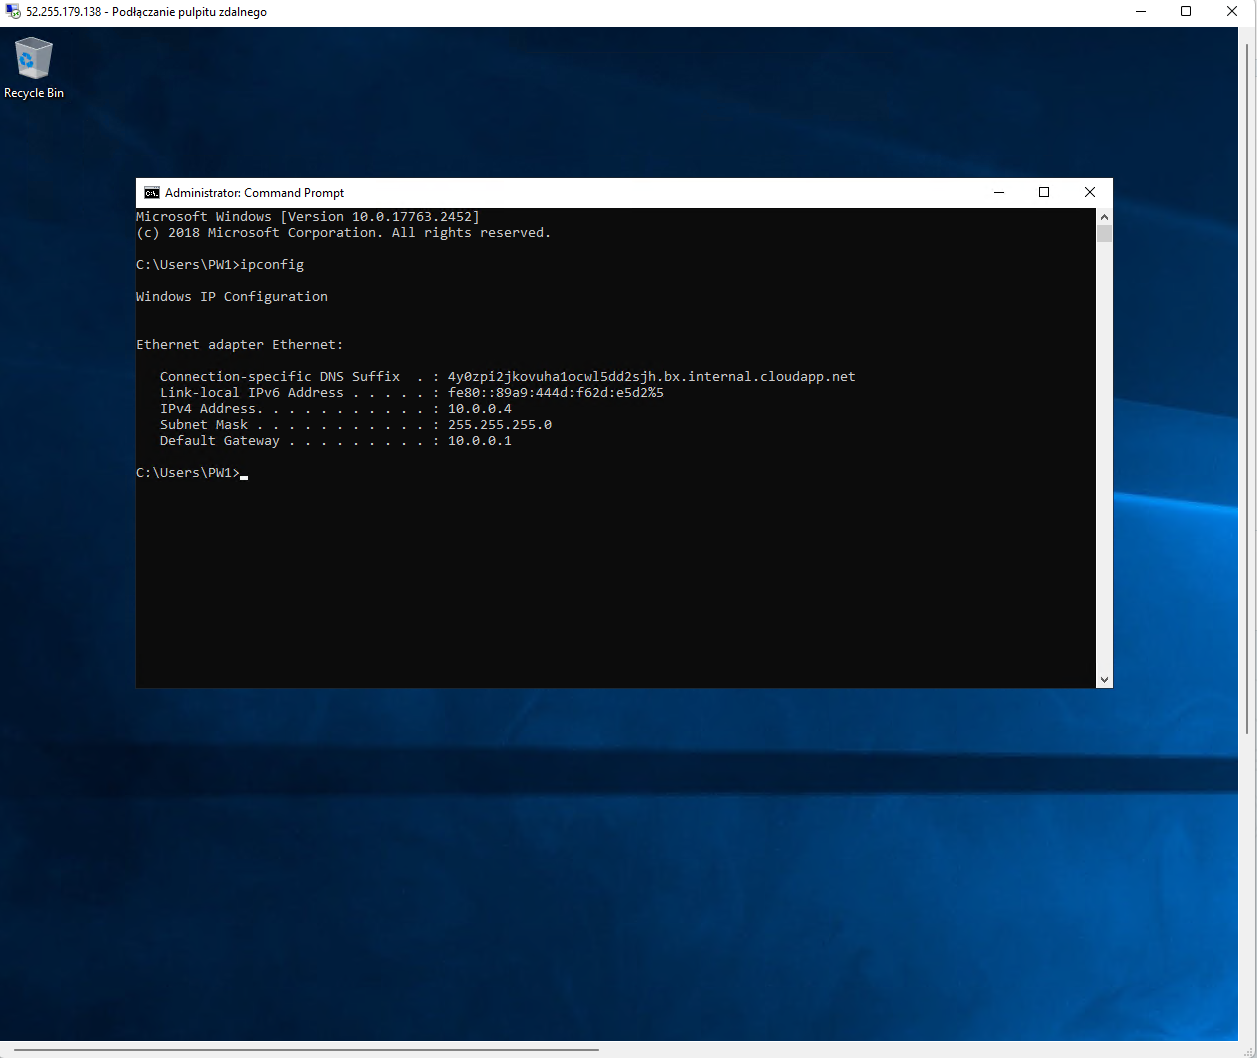 52.255.179.138 - Podłączanie pulpitu zdalnego
Recycle Bin
Administrator: Command Prompt
Microsoft Windows [Version 10.0.17763.2452]
(c) 2018 Microsoft Corporation. All rights reserved.
C:\Users\PW1>ipconfig
Windows IP Configuration
Ethernet adapter Ethernet:
Connection-specific DNS Suffix  . : 4y0zpi2jkovuha1ocwl5dd2sjh.bx.internal.cloudapp.net
Link-local IPv6 Address . . . . . : fe80::89a9:444d:f62d:e5d2%5
IPv4 Address. . . . . . . . . . . : 10.0.0.4
Subnet Mask . . . . . . . . . . . : 255.255.255.0
Default Gateway . . . . . . . . . : 10.0.0.1
C:\Users\PW1>